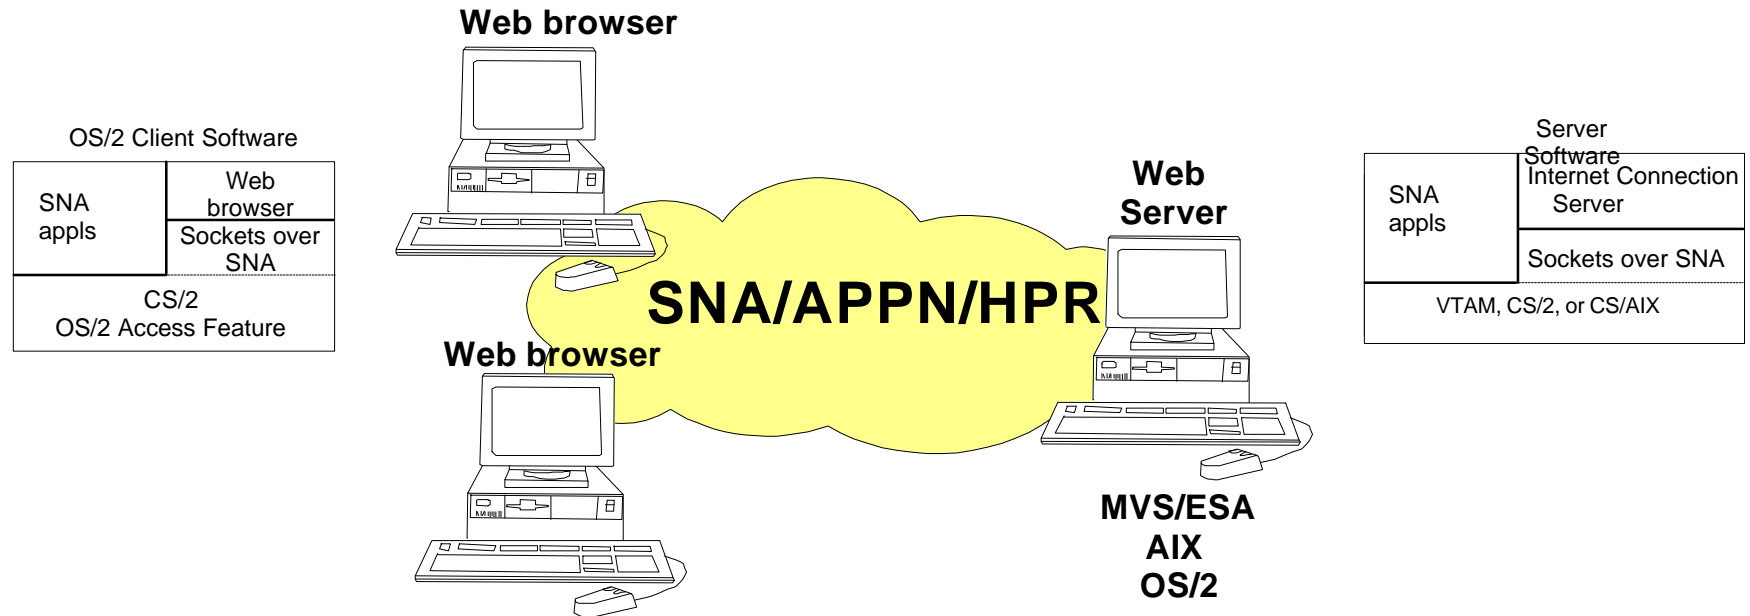 Web browser
OS/2 Client Software
SNA
appls
Web
browser
Sockets over
SNA
CS/2
OS/2 Access Feature
SNA/APPN/HPR
Web browser
Web
Server
MVS/ESA
AIX
OS/2
Server
Software
SNA
appls
Internet Connection
Server
Sockets over SNA
VTAM, CS/2, or CS/AIX